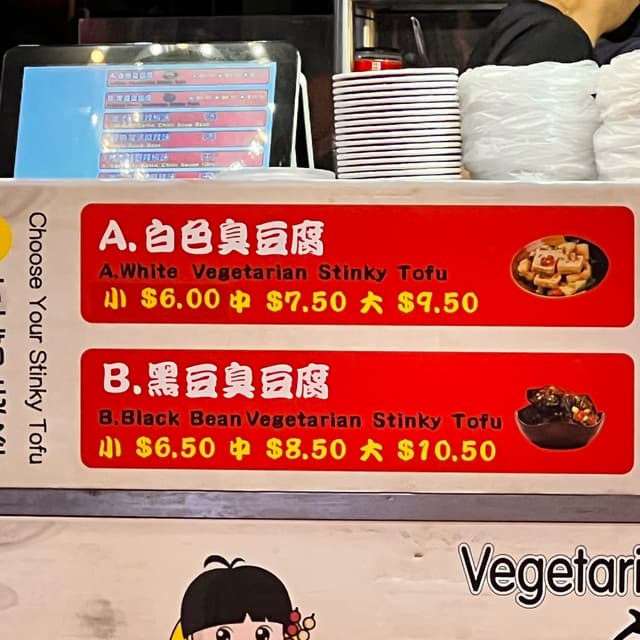 Choose Your Stinky Tofu
A.白色臭豆腐
A.White Vegetarian Stinky Tofu
小 $6.00 中 $7.50 大 $9.50
B.黑豆臭豆腐
B.Black Bean Vegetarian Stinky Tofu
小 $6.50 中 $8.50 大 $10.50